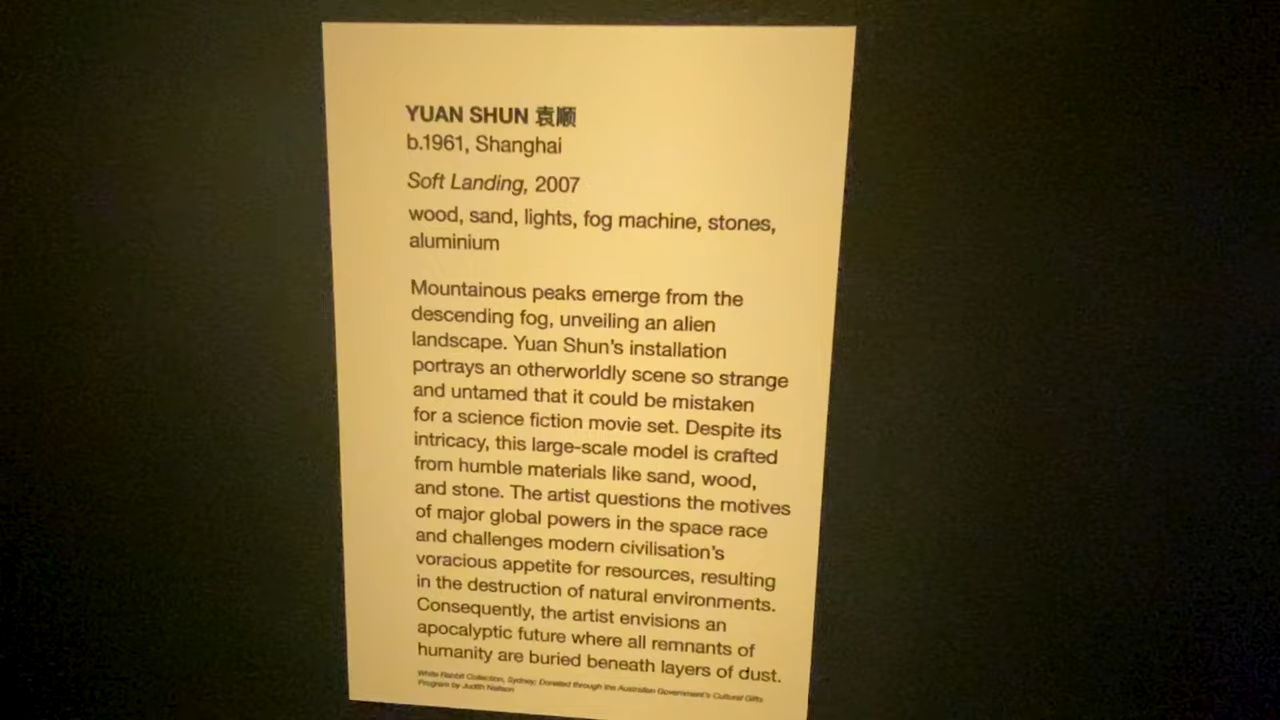 YUAN SHUN 袁顺
b.1961, Shanghai
Soft Landing, 2007
wood, sand, lights, fog machine, stones,
aluminium
Mountainous peaks emerge from the
descending fog, unveiling an alien
landscape. Yuan Shun's installation
portrays an otherworldly scene so strange
and untamed that it could be mistaken
for a science fiction movie set. Despite its
intricacy, this large-scale model is crafted
from humble materials like sand, wood,
and stone. The artist questions the motives
of major global powers in the space race
and challenges modern civilisation's
voracious appetite for resources, resulting
in the destruction of natural environments.
Consequently, the artist envisions an
apocalyptic future where all remnants of
humanity are buried beneath layers of dust.
White Rabbit Collection, Sydney; Donated through the Australian Government's Cultural Gifts
Program by Judith Neilson